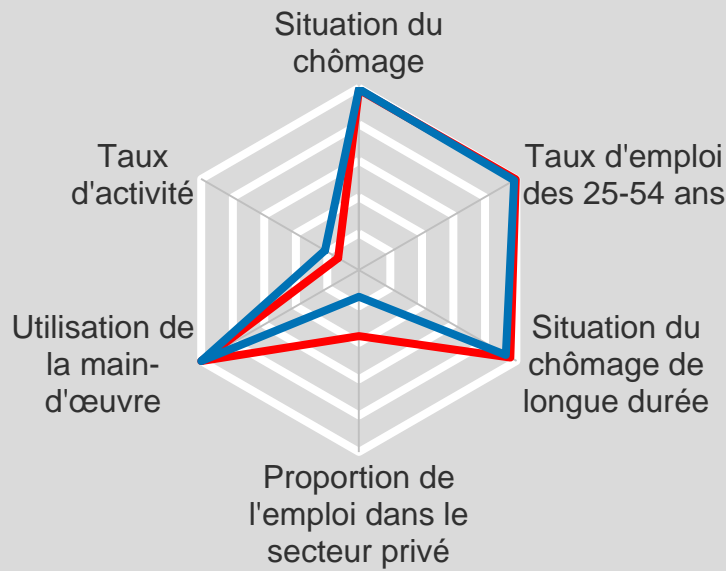 Situation du
chômage
Taux d'emploi
des 25-54 ans
Situation du
chômage de
longue durée
Proportion de
l'emploi dans le
secteur privé
Utilisation de
la main-
d'œuvre
Taux
d'activité